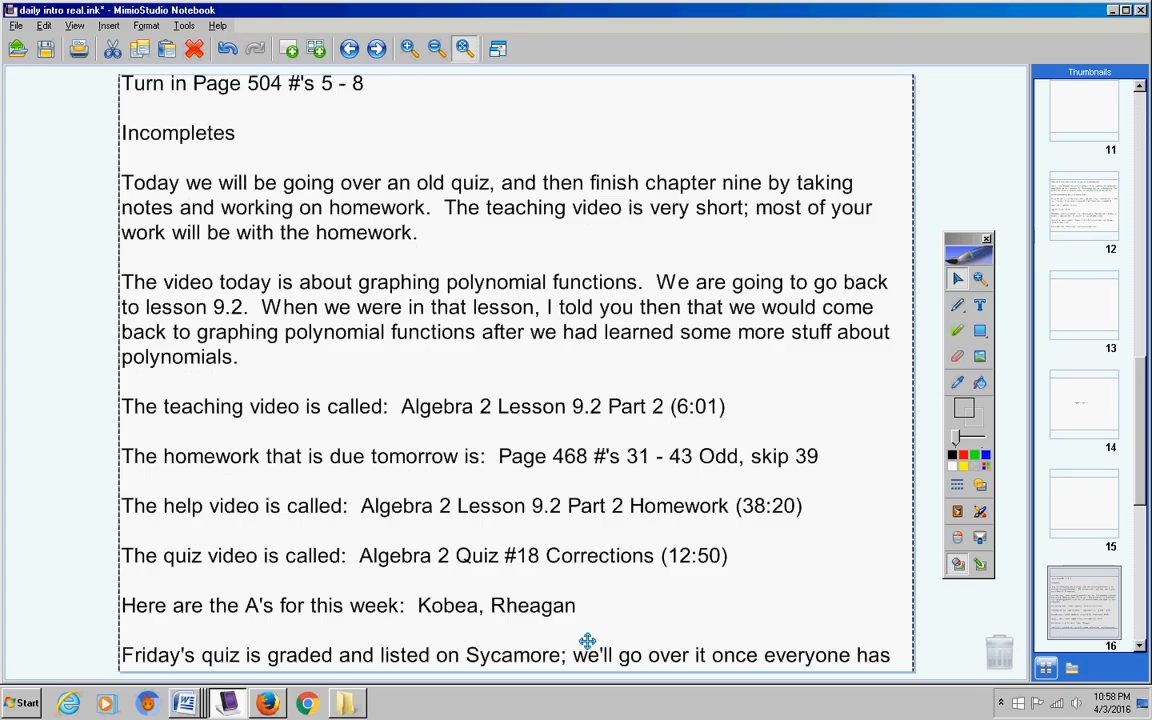 daily intro real.ink* - MimioStudio Notebook
File Edit View Insert Format Tools Help
Turn in Page 504 #'s 5 - 8
Incompletes
Today we will be going over an old quiz, and then finish chapter nine by taking
notes and working on homework.  The teaching video is very short; most of your
work will be with the homework.
The video today is about graphing polynomial functions.  We are going to go back
to lesson 9.2.  When we were in that lesson, I told you then that we would come
back to graphing polynomial functions after we had learned some more stuff about
polynomials.
The teaching video is called:  Algebra 2 Lesson 9.2 Part 2 (6:01)
The homework that is due tomorrow is:  Page 468 #'s 31 - 43 Odd, skip 39
The help video is called:  Algebra 2 Lesson 9.2 Part 2 Homework (38:20)
The quiz video is called:  Algebra 2 Quiz #18 Corrections (12:50)
Here are the A's for this week:  Kobea, Rheagan
Friday's quiz is graded and listed on Sycamore; we'll go over it once everyone has
Thumbnails
11
12
13
14
15
16
Start
10:58 PM
4/3/2016